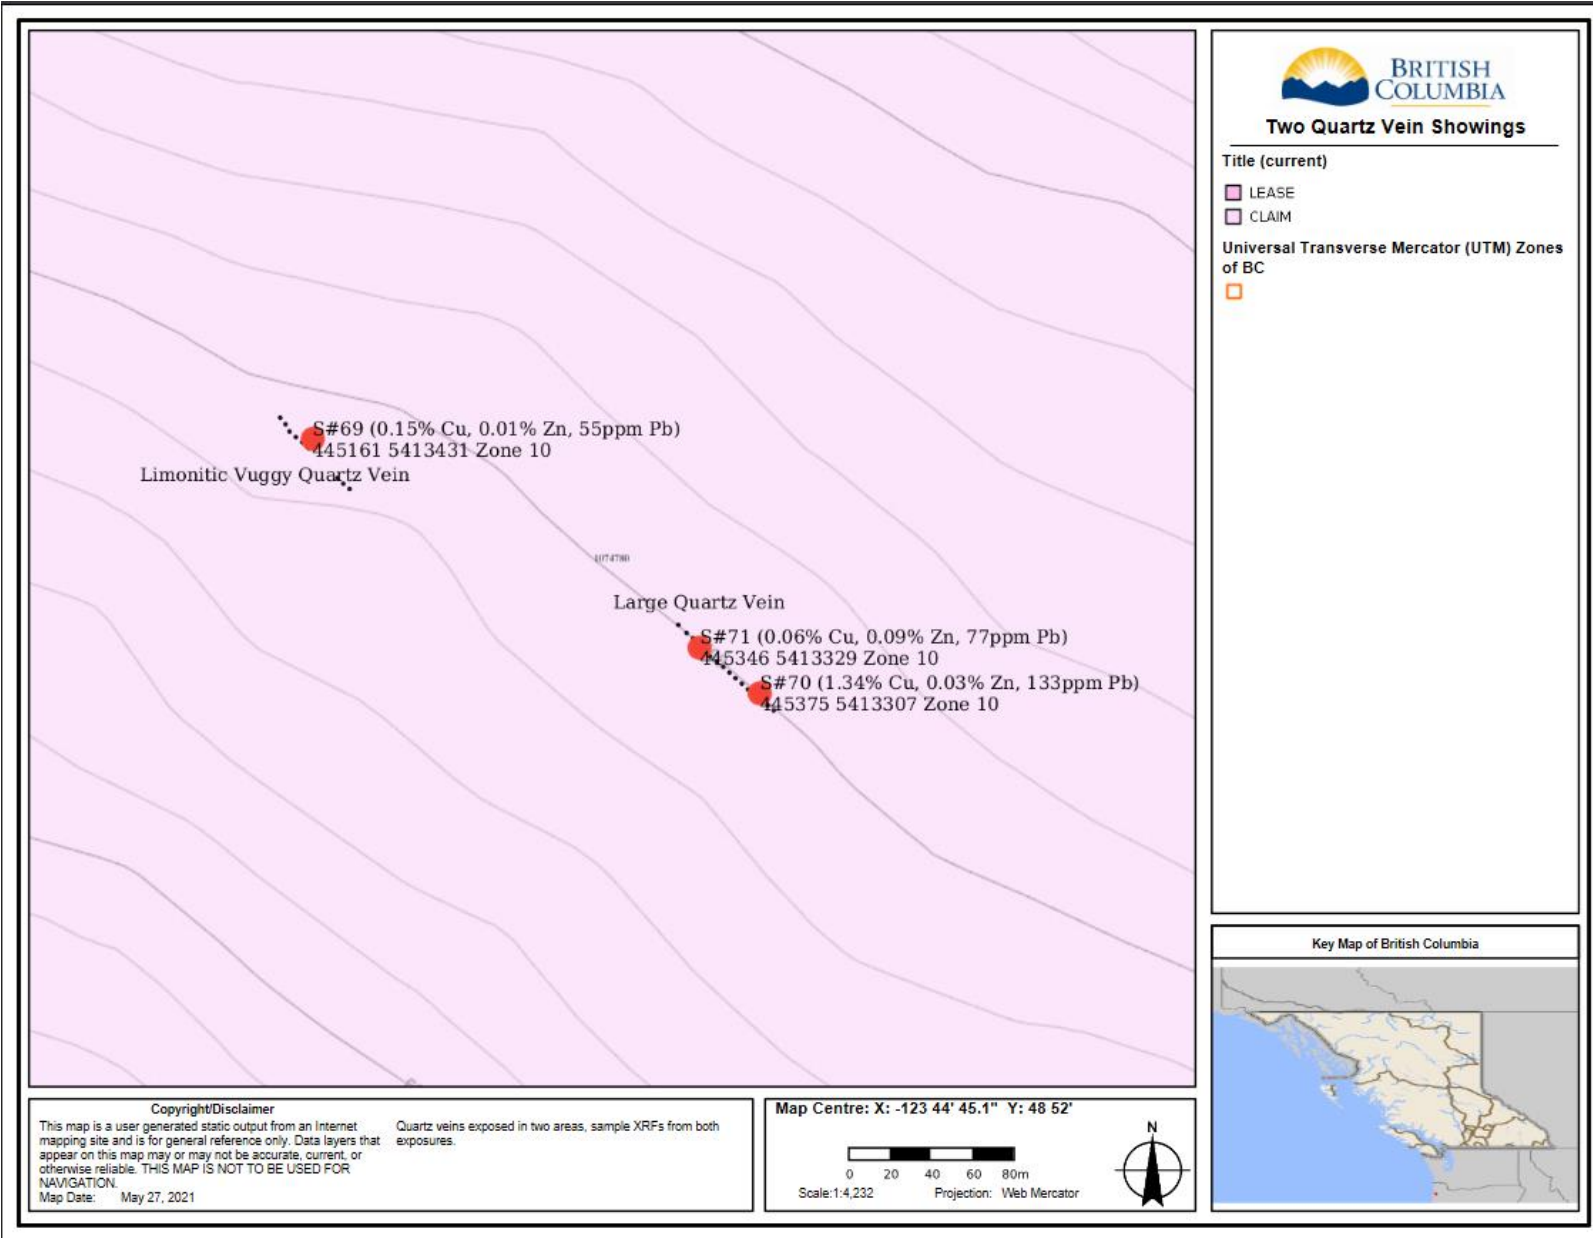 S#69 (0.15% Cu, 0.01% Zn, 55ppm Pb)
445161 5413431 Zone 10
Limonitic Vuggy Quartz Vein
1074780
Large Quartz Vein
S#71 (0.06% Cu, 0.09% Zn, 77ppm Pb)
445346 5413329 Zone 10
S#70 (1.34% Cu, 0.03% Zn, 133ppm Pb)
445375 5413307 Zone 10
BRITISH
COLUMBIA
Two Quartz Vein Showings
Title (current)
LEASE
CLAIM
Universal Transverse Mercator (UTM) Zones
of BC
Key Map of British Columbia
Copyright/Disclaimer
This map is a user generated static output from an Internet
mapping site and is for general reference only. Data layers that
appear on this map may or may not be accurate, current, or
otherwise reliable. THIS MAP IS NOT TO BE USED FOR
NAVIGATION.
Map Date: May 27, 2021
Quartz veins exposed in two areas, sample XRFs from both
exposures.
Map Centre: X: -123 44' 45.1" Y: 48 52'
0 20 40 60 80m
Scale:1:4,232 Projection: Web Mercator
N